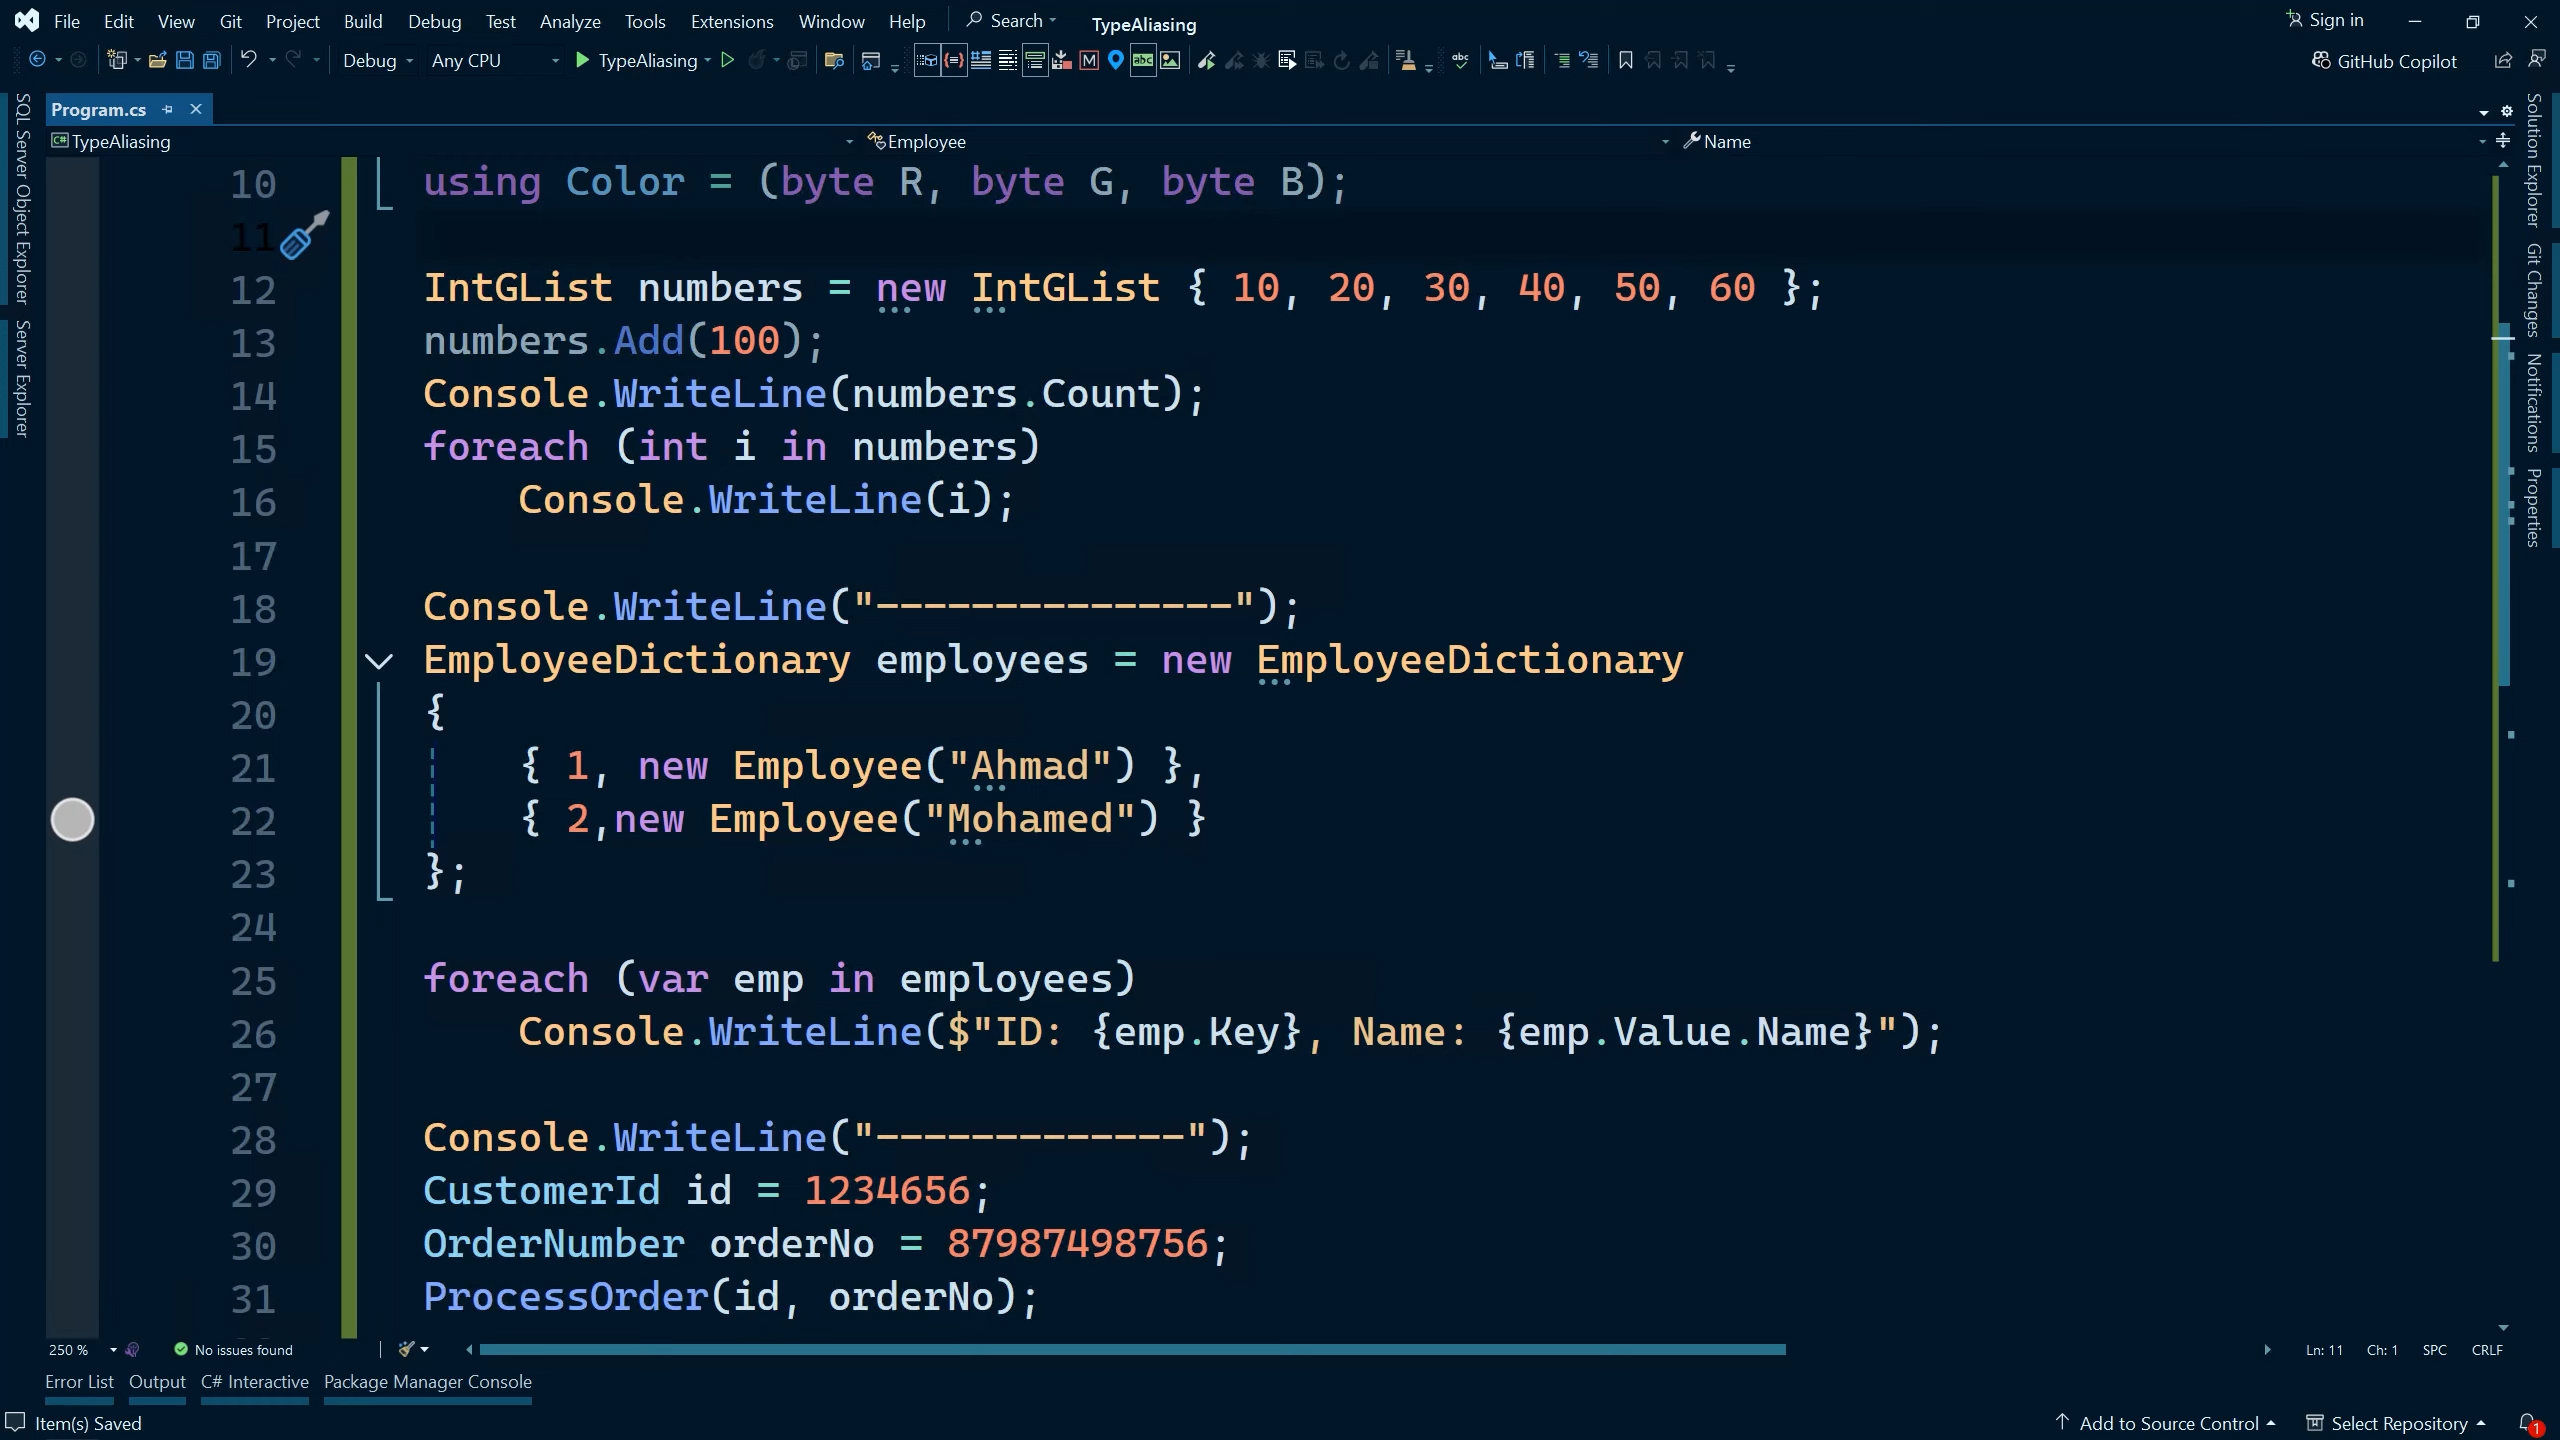 File Edit View Git Project Build Debug Test Analyze Tools Extensions Window Help Search TypeAliasing Sign in
Debug Any CPU TypeAliasing GitHub Copilot
Program.cs
TypeAliasing Employee Name
SQL Server Object Explorer
Server Explorer
10 using Color = (byte R, byte G, byte B);
11
12 IntGList numbers = new IntGList { 10, 20, 30, 40, 50, 60 };
13 numbers.Add(100);
14 Console.WriteLine(numbers.Count);
15 foreach (int i in numbers)
16 Console.WriteLine(i);
17
18 Console.WriteLine("---------------");
19 EmployeeDictionary employees = new EmployeeDictionary
20 {
21 { 1, new Employee("Ahmad") },
22 { 2,new Employee("Mohamed") }
23 };
24
25 foreach (var emp in employees)
26 Console.WriteLine($"ID: {emp.Key}, Name: {emp.Value.Name}");
27
28 Console.WriteLine("-------------");
29 CustomerId id = 1234656;
30 OrderNumber orderNo = 87987498756;
31 ProcessOrder(id, orderNo);
Solution Explorer
Git Changes
Notifications
Properties
250 % No issues found Ln: 11 Ch: 1 SPC CRLF
Error List Output C# Interactive Package Manager Console
Item(s) Saved Add to Source Control Select Repository 1